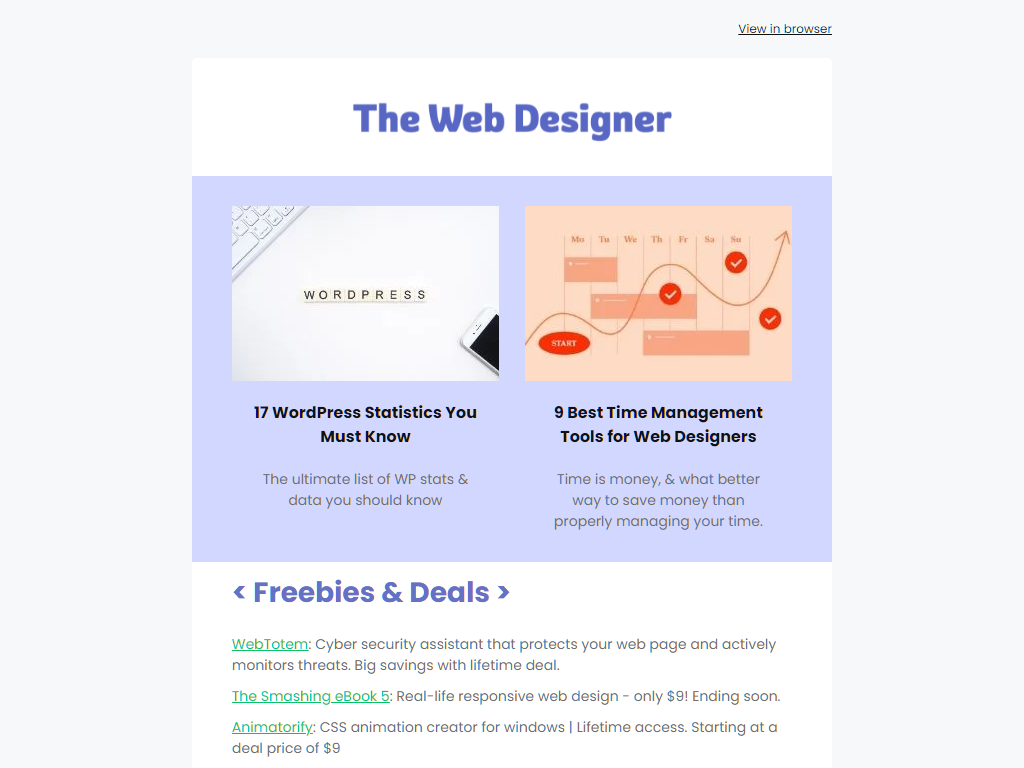 View in browser
The Web Designer
WORDPRESS
Mo Tu We Th Fr Sa Su
START
17 WordPress Statistics You
Must Know
The ultimate list of WP stats &
data you should know
9 Best Time Management
Tools for Web Designers
Time is money, & what better
way to save money than
properly managing your time.
< Freebies & Deals >
WebTotem: Cyber security assistant that protects your web page and actively
monitors threats. Big savings with lifetime deal.
The Smashing eBook 5: Real-life responsive web design - only $9! Ending soon.
Animatorify: CSS animation creator for windows | Lifetime access. Starting at a
deal price of $9